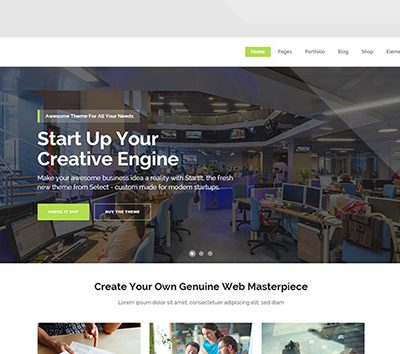 Home Pages Portfolio Blog Shop Eleme
Awesome Theme For All Your Needs
Start Up Your
Creative Engine
Make your awesome business idea a reality with Startit, the fresh
new theme from Select - custom made for modern startups.
CHECK IT OUT BUY THE THEME
Create Your Own Genuine Web Masterpiece
Lorem ipsum dolor sit amet, consectetuer adipiscing elit, sed diam